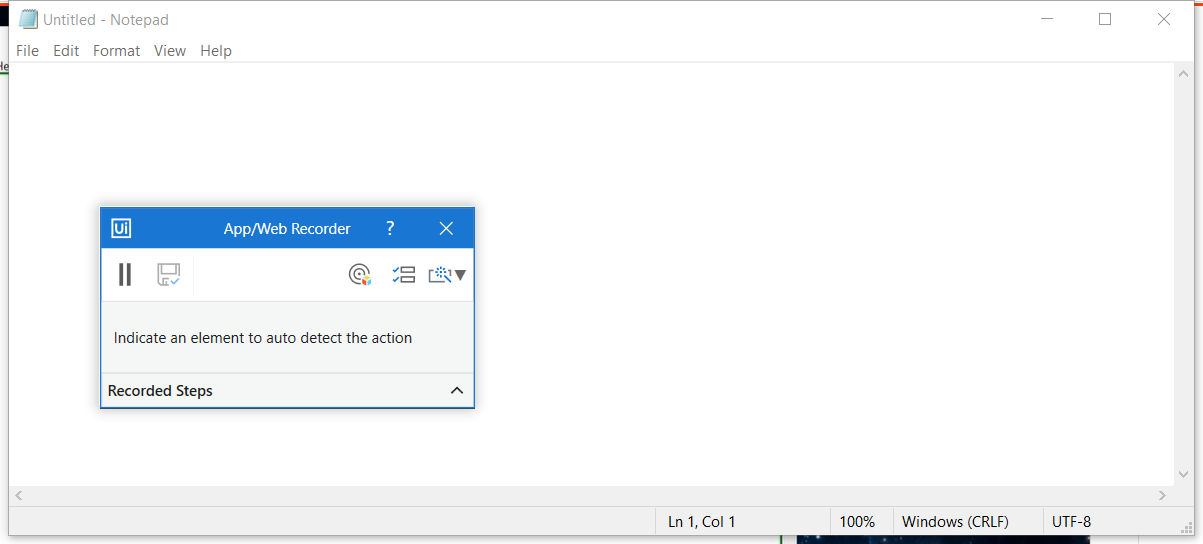 Untitled - Notepad
File Edit Format View Help
He
Ui App/Web Recorder ?
Indicate an element to auto detect the action
Recorded Steps
Ln 1, Col 1 100% Windows (CRLF) UTF-8